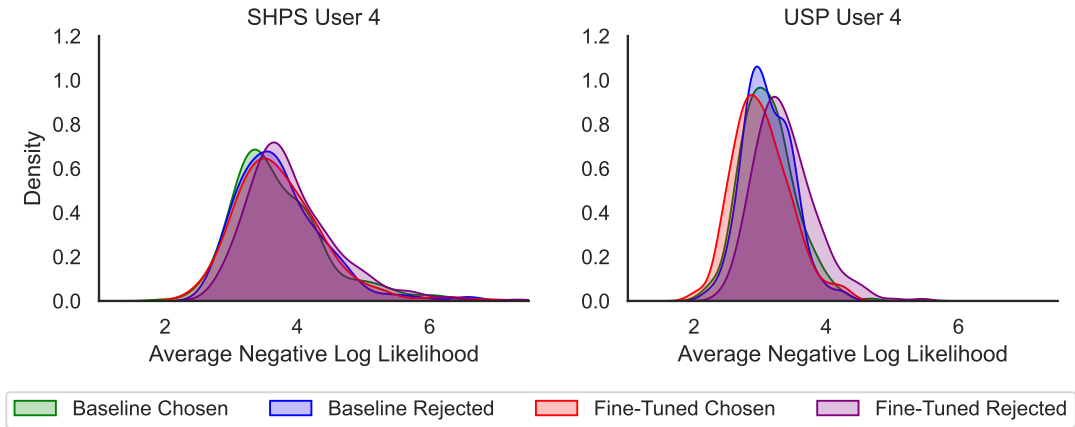 SHPS User 4
USP User 4
1.2
1.0
0.8
0.6
0.4
0.2
0.0
Density
2 4 6
Average Negative Log Likelihood
1.2
1.0
0.8
0.6
0.4
0.2
0.0
2 4 6
Average Negative Log Likelihood
Baseline Chosen Baseline Rejected Fine-Tuned Chosen Fine-Tuned Rejected